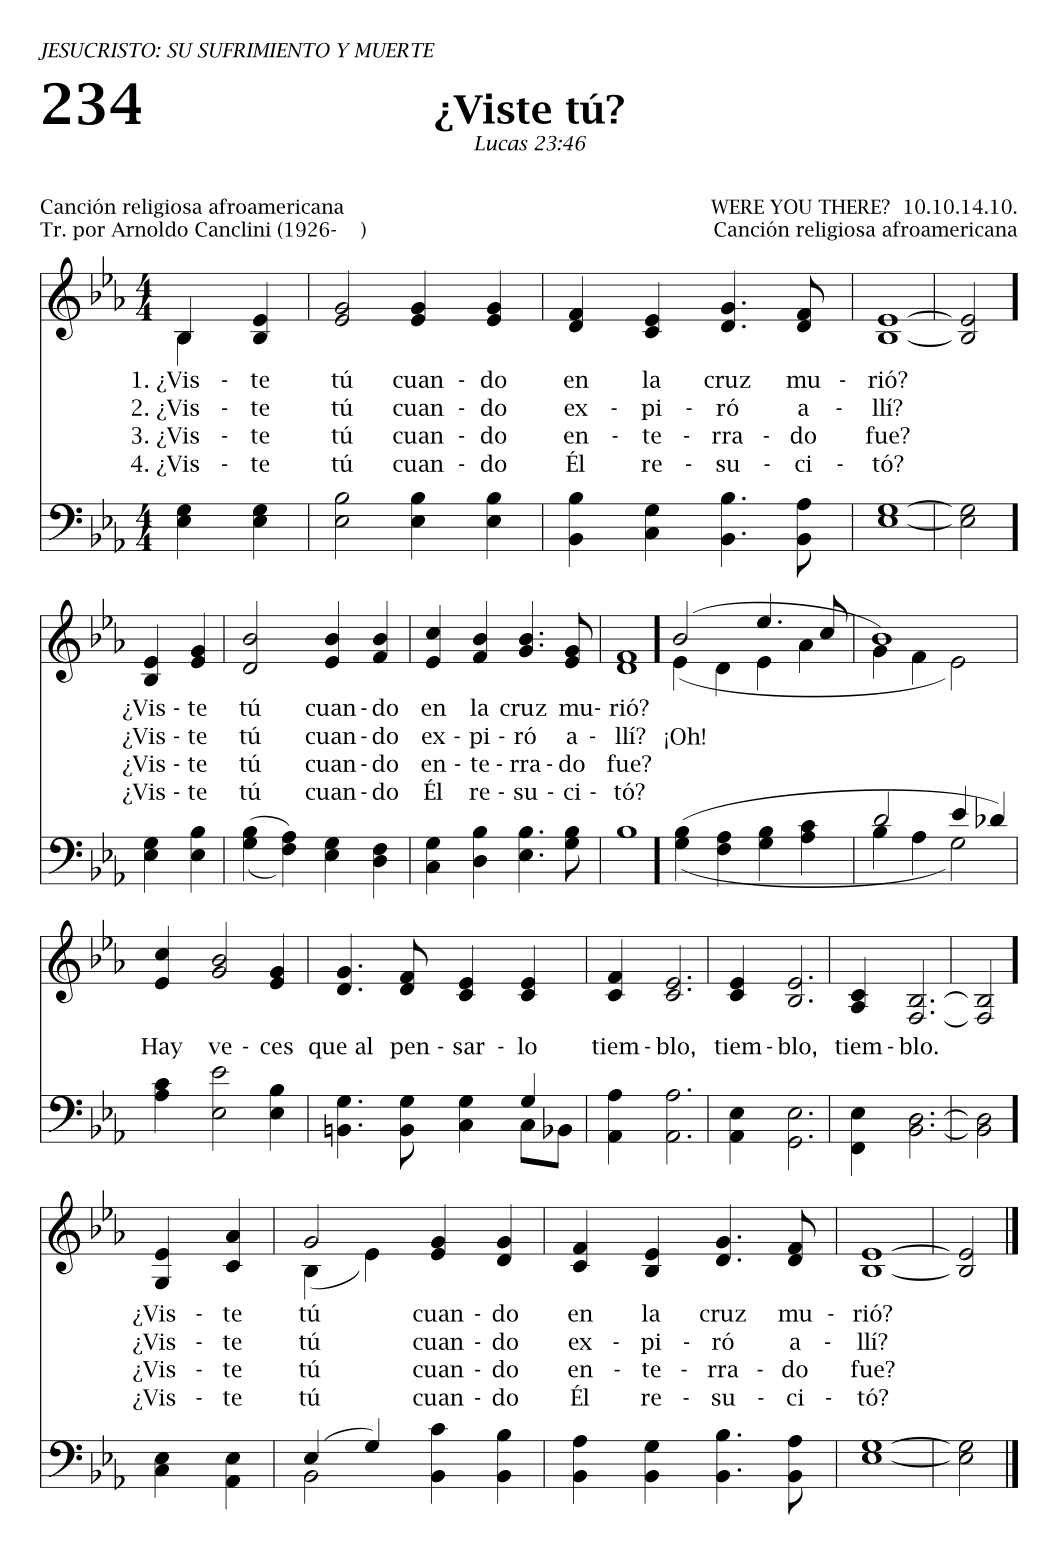 JESUCRISTO: SU SUFRIMIENTO Y MUERTE
234
¿Viste tú?
Lucas 23:46
Canción religiosa afroamericana
WERE YOU THERE? 10.10.14.10.
Tr. por Arnoldo Canclini (1926- )
Canción religiosa afroamericana
4 4
1. ¿Vis - te tú cuan - do en la cruz mu - rió?
2. ¿Vis - te tú cuan - do ex - pi - ró a - llí?
3. ¿Vis - te tú cuan - do en - te - rra - do fue?
4. ¿Vis - te tú cuan - do Él re - su - ci - tó?
4 4
¿Vis - te tú cuan - do en la cruz mu- rió?
¿Vis - te tú cuan - do ex - pi - ró a - llí? ¡Oh!
¿Vis - te tú cuan - do en - te - rra - do fue?
¿Vis - te tú cuan - do Él re - su - ci - tó?
Hay ve - ces que al pen - sar - lo tiem - blo, tiem - blo, tiem - blo.
¿Vis - te tú cuan - do en la cruz mu - rió?
¿Vis - te tú cuan - do ex - pi - ró a - llí?
¿Vis - te tú cuan - do en - te - rra - do fue?
¿Vis - te tú cuan - do Él re - su - ci - tó?